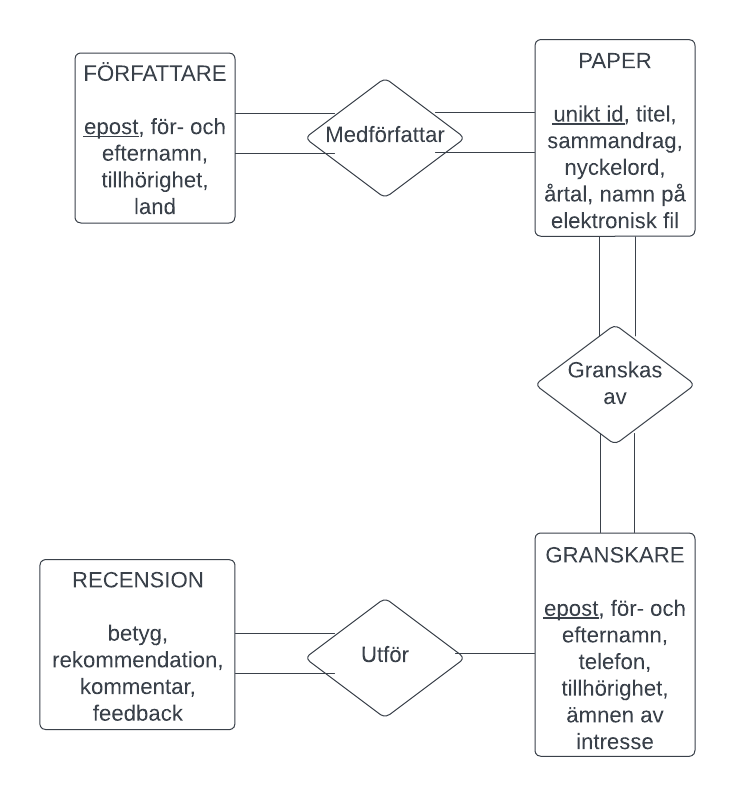 FÖRFATTARE
epost, för- och
efternamn,
tillhörighet,
land
Medförfattar
PAPER
unikt id, titel,
sammandrag,
nyckelord,
årtal, namn på
elektronisk fil
Granskas
av
RECENSION
betyg,
rekommendation,
kommentar,
feedback
Utför
GRANSKARE
epost, för- och
efternamn,
telefon,
tillhörighet,
ämnen av
intresse